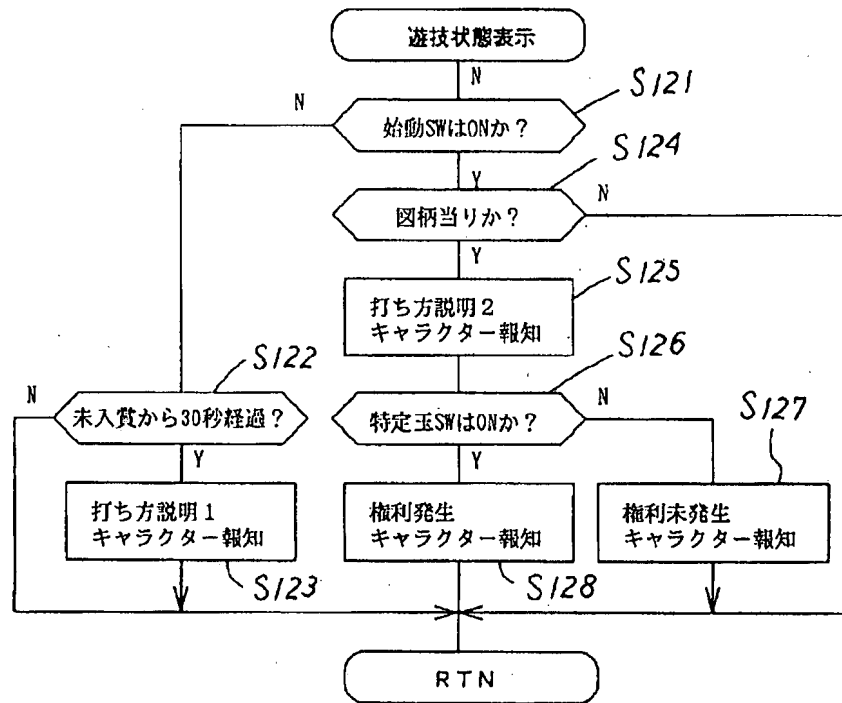 遊技状態表示
N
S121
N
始動SWはONか?
S124
Y
N
図柄当りか?
Y
S125
打ち方説明2
キャラクター報知
S126
S122
N
未入賞から30秒経過?
特定玉SWはONか?
N
S127
Y
Y
打ち方説明1
キャラクター報知
権利発生
キャラクター報知
権利未発生
キャラクター報知
S123
S128
RTN